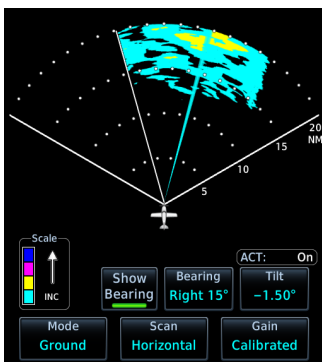 20
NM
15
10
5
Scale
INC
ACT: On
Show
Bearing
Bearing
Right 15°
Tilt
−1.50°
Mode
Ground
Scan
Horizontal
Gain
Calibrated